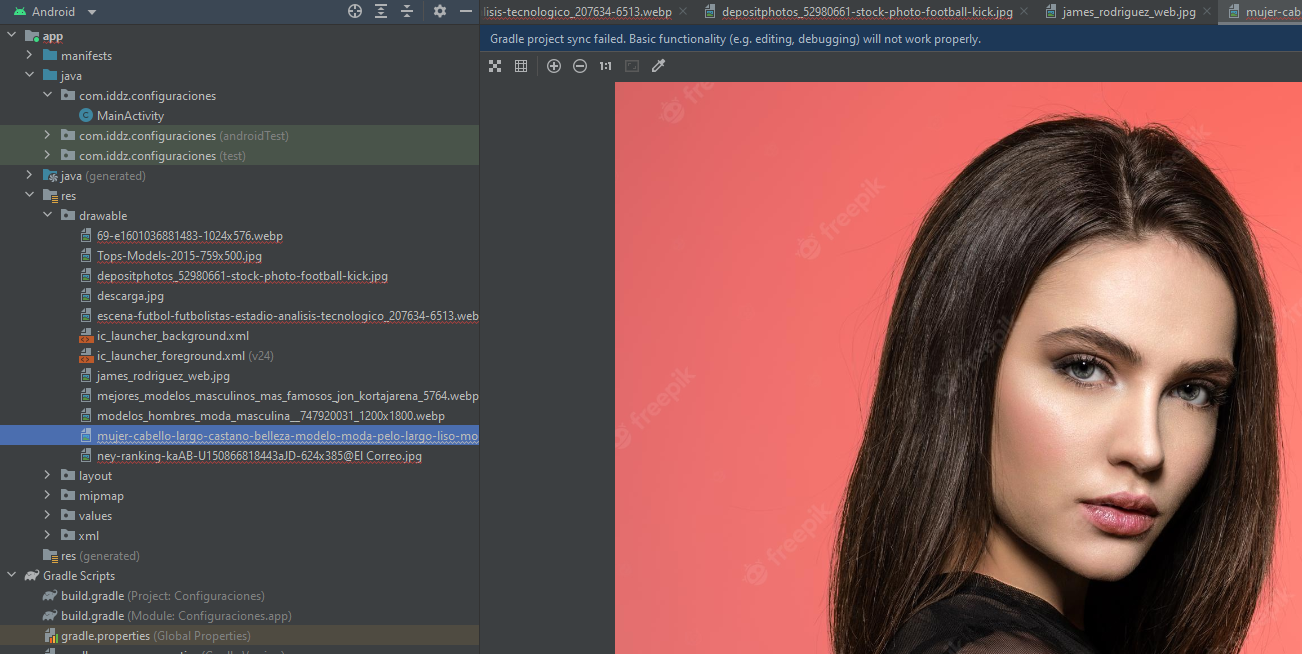 Android
lisis-tecnologico_207634-6513.webp
depositphotos_52980661-stock-photo-football-kick.jpg
james_rodriguez_web.jpg
mujer-cab
Gradle project sync failed. Basic functionality (e.g. editing, debugging) will not work properly.
1:1
app
manifests
java
com.iddz.configuraciones
MainActivity
com.iddz.configuraciones (androidTest)
com.iddz.configuraciones (test)
java (generated)
res
drawable
69-e1601036881483-1024x576.webp
Tops-Models-2015-759x500.jpg
depositphotos_52980661-stock-photo-football-kick.jpg
descarga.jpg
escena-futbol-futbolistas-estadio-analisis-tecnologico_207634-6513.web
ic_launcher_background.xml
ic_launcher_foreground.xml (v24)
james_rodriguez_web.jpg
mejores_modelos_masculinos_mas_famosos_jon_kortajarena_5764.webp
modelos_hombres_moda_masculina__747920031_1200x1800.webp
mujer-cabello-largo-castano-belleza-modelo-moda-pelo-largo-liso-mo
ney-ranking-kaAB-U150866818443aJD-624x385@El Correo.jpg
layout
mipmap
values
xml
res (generated)
Gradle Scripts
build.gradle (Project: Configuraciones)
build.gradle (Module: Configuraciones.app)
gradle.properties (Global Properties)
freepik
freepik
freepik